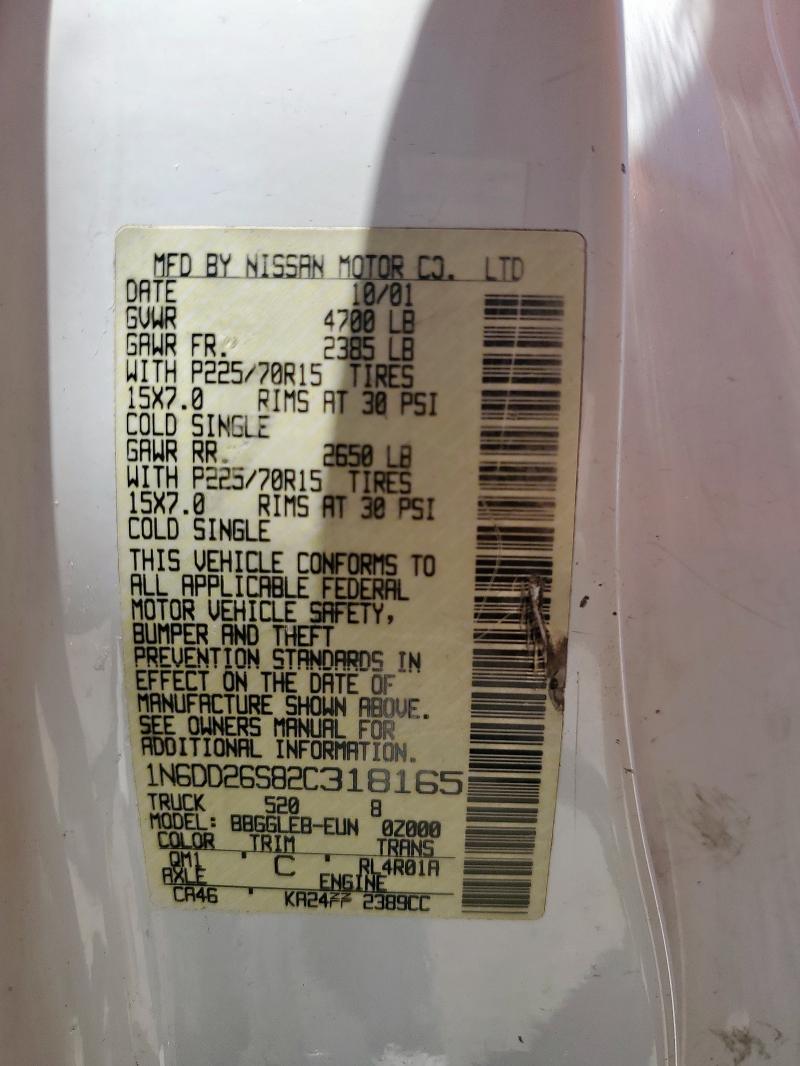 MFD BY NISSAN MOTOR CO. LTD
DATE 10/01
GVWR 4700 LB
GAWR FR. 2385 LB
WITH P225/70R15 TIRES
15X7.0 RIMS AT 30 PSI
COLD SINGLE
GAWR RR. 2650 LB
WITH P225/70R15 TIRES
15X7.0 RIMS AT 30 PSI
COLD SINGLE
THIS VEHICLE CONFORMS TO
ALL APPLICABLE FEDERAL
MOTOR VEHICLE SAFETY,
BUMPER AND THEFT
PREVENTION STANDARDS IN
EFFECT ON THE DATE OF
MANUFACTURE SHOWN ABOVE.
SEE OWNERS MANUAL FOR
ADDITIONAL INFORMATION.
1N6DD26S82C318165
TRUCK 520 8
MODEL: BBGGLEB-EUN 0Z000
COLOR TRIM TRANS
QM1 ' C ' RL4R01A
AXLE ENGINE
CA46 2389CC